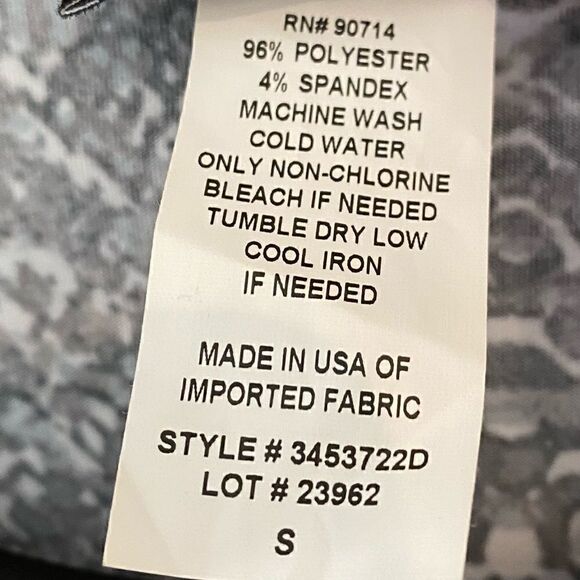 RN# 90714
96% POLYESTER
4% SPANDEX
MACHINE WASH
COLD WATER
ONLY NON-CHLORINE
BLEACH IF NEEDED
TUMBLE DRY LOW
COOL IRON
IF NEEDED
MADE IN USA OF
IMPORTED FABRIC
STYLE # 3453722D
LOT # 23962
S